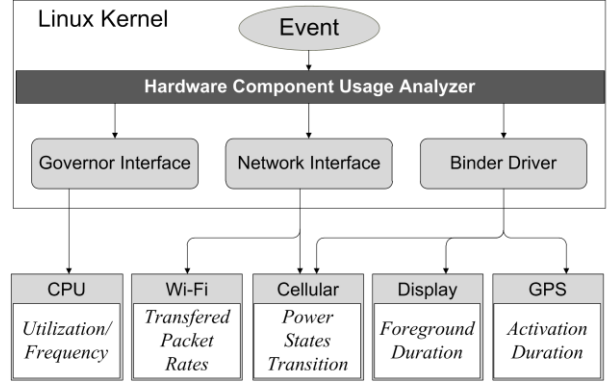 Linux Kernel
Event
Hardware Component Usage Analyzer
Governor Interface
Network Interface
Binder Driver
CPU
Utilization/
Frequency
Wi-Fi
Transfered
Packet
Rates
Cellular
Power
States
Transition
Display
Foreground
Duration
GPS
Activation
Duration